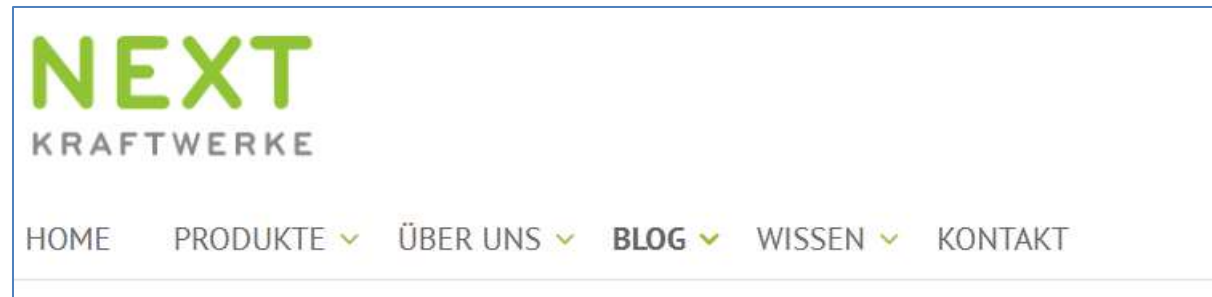 NEXT
KRAFTWERKE
HOME PRODUKTE ÜBER UNS BLOG WISSEN KONTAKT